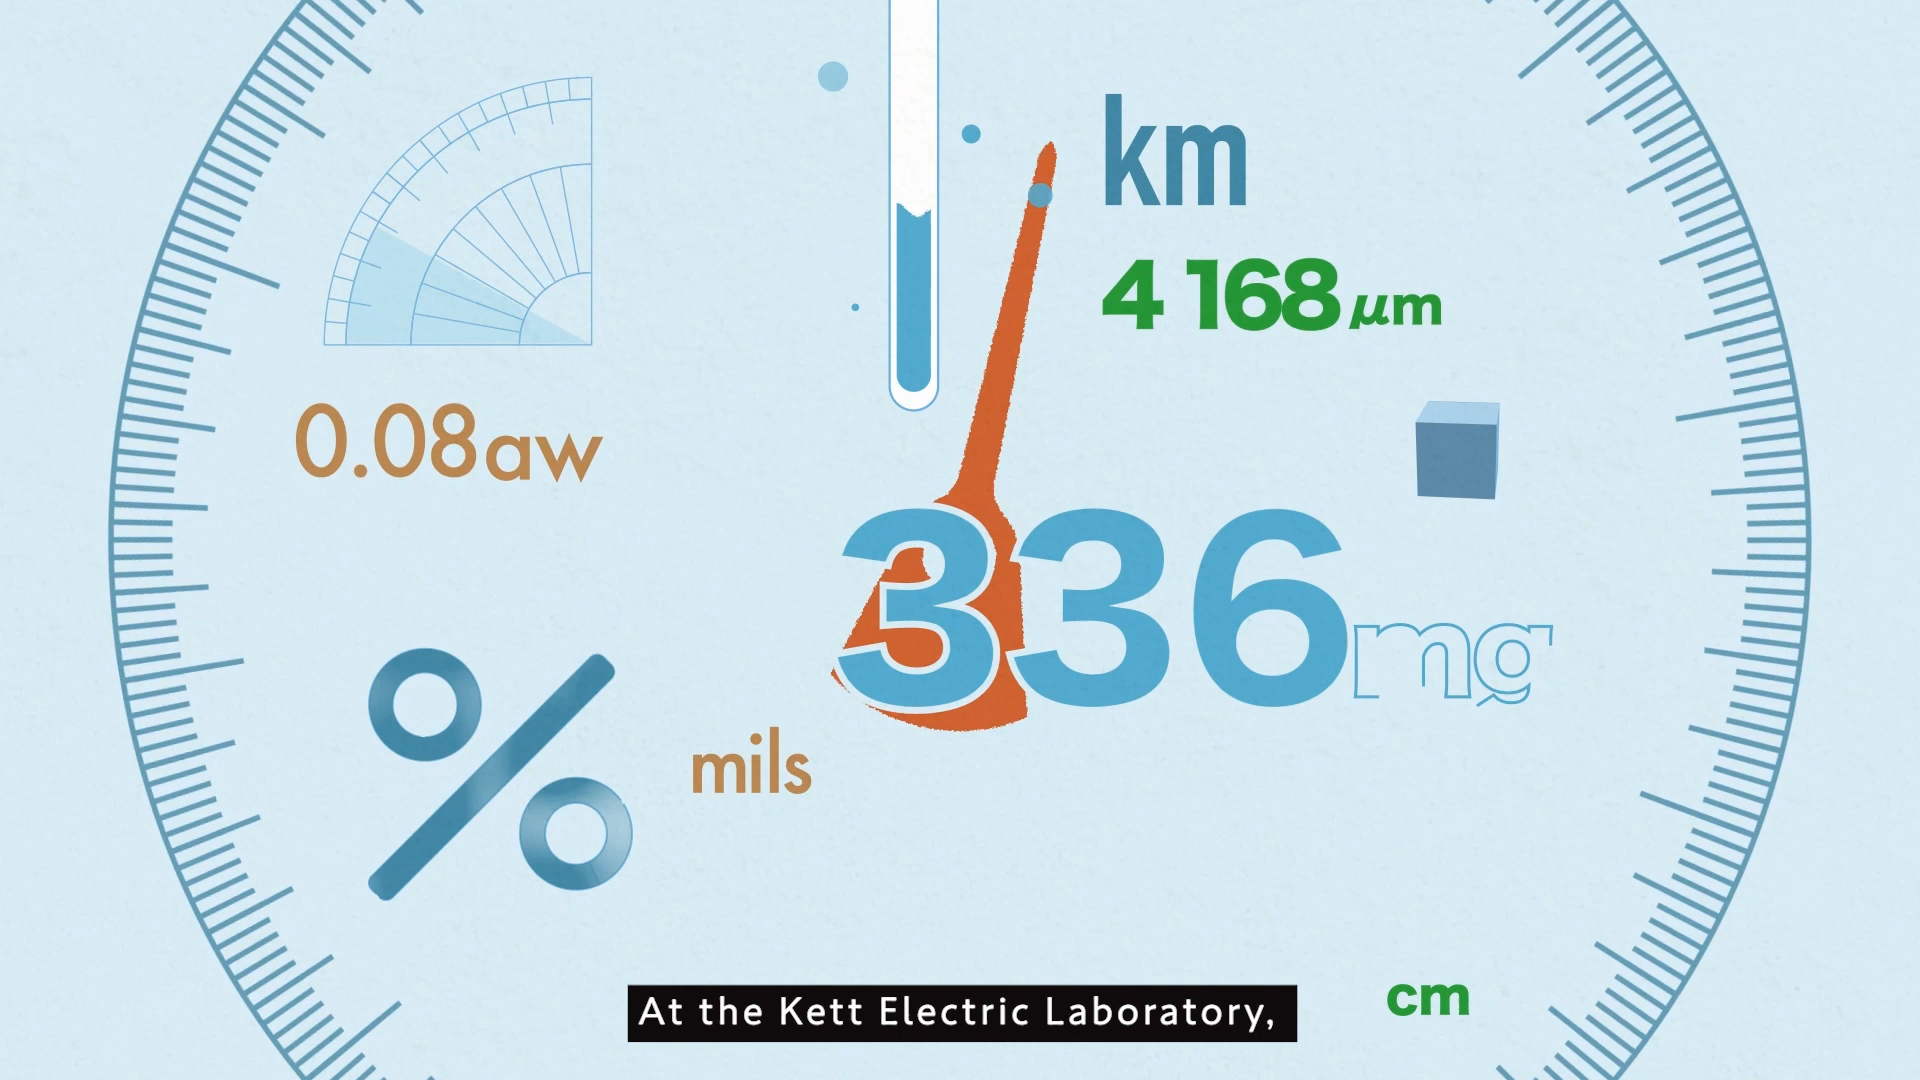 km
4 168 μm
0.08aw
336mg
%
mils
cm
At the Kett Electric Laboratory,